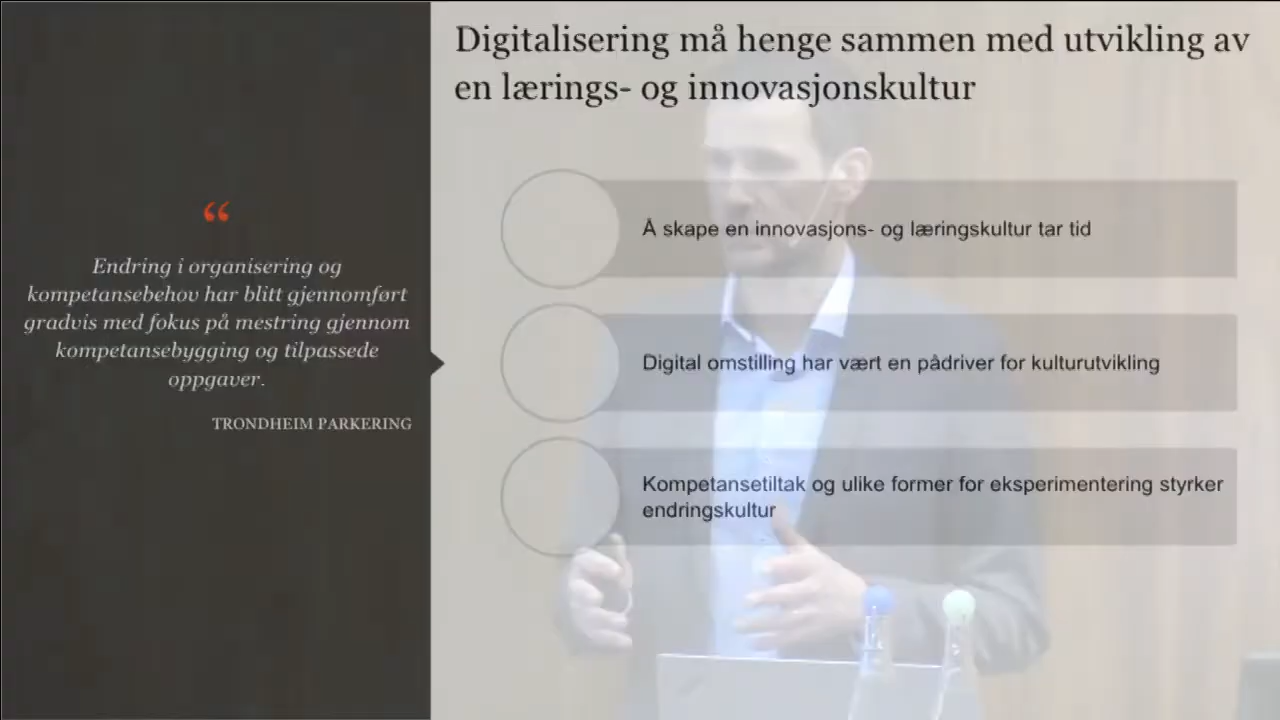 Digitalisering må henge sammen med utvikling av
en lærings- og innovasjonskultur
“
Endring i organisering og
kompetansebehov har blitt gjennomført
gradvis med fokus på mestring gjennom
kompetansebygging og tilpassede
oppgaver.
TRONDHEIM PARKERING
Å skape en innovasjons- og læringskultur tar tid
Digital omstilling har vært en pådriver for kulturutvikling
Kompetansetiltak og ulike former for eksperimentering styrker
endringskultur